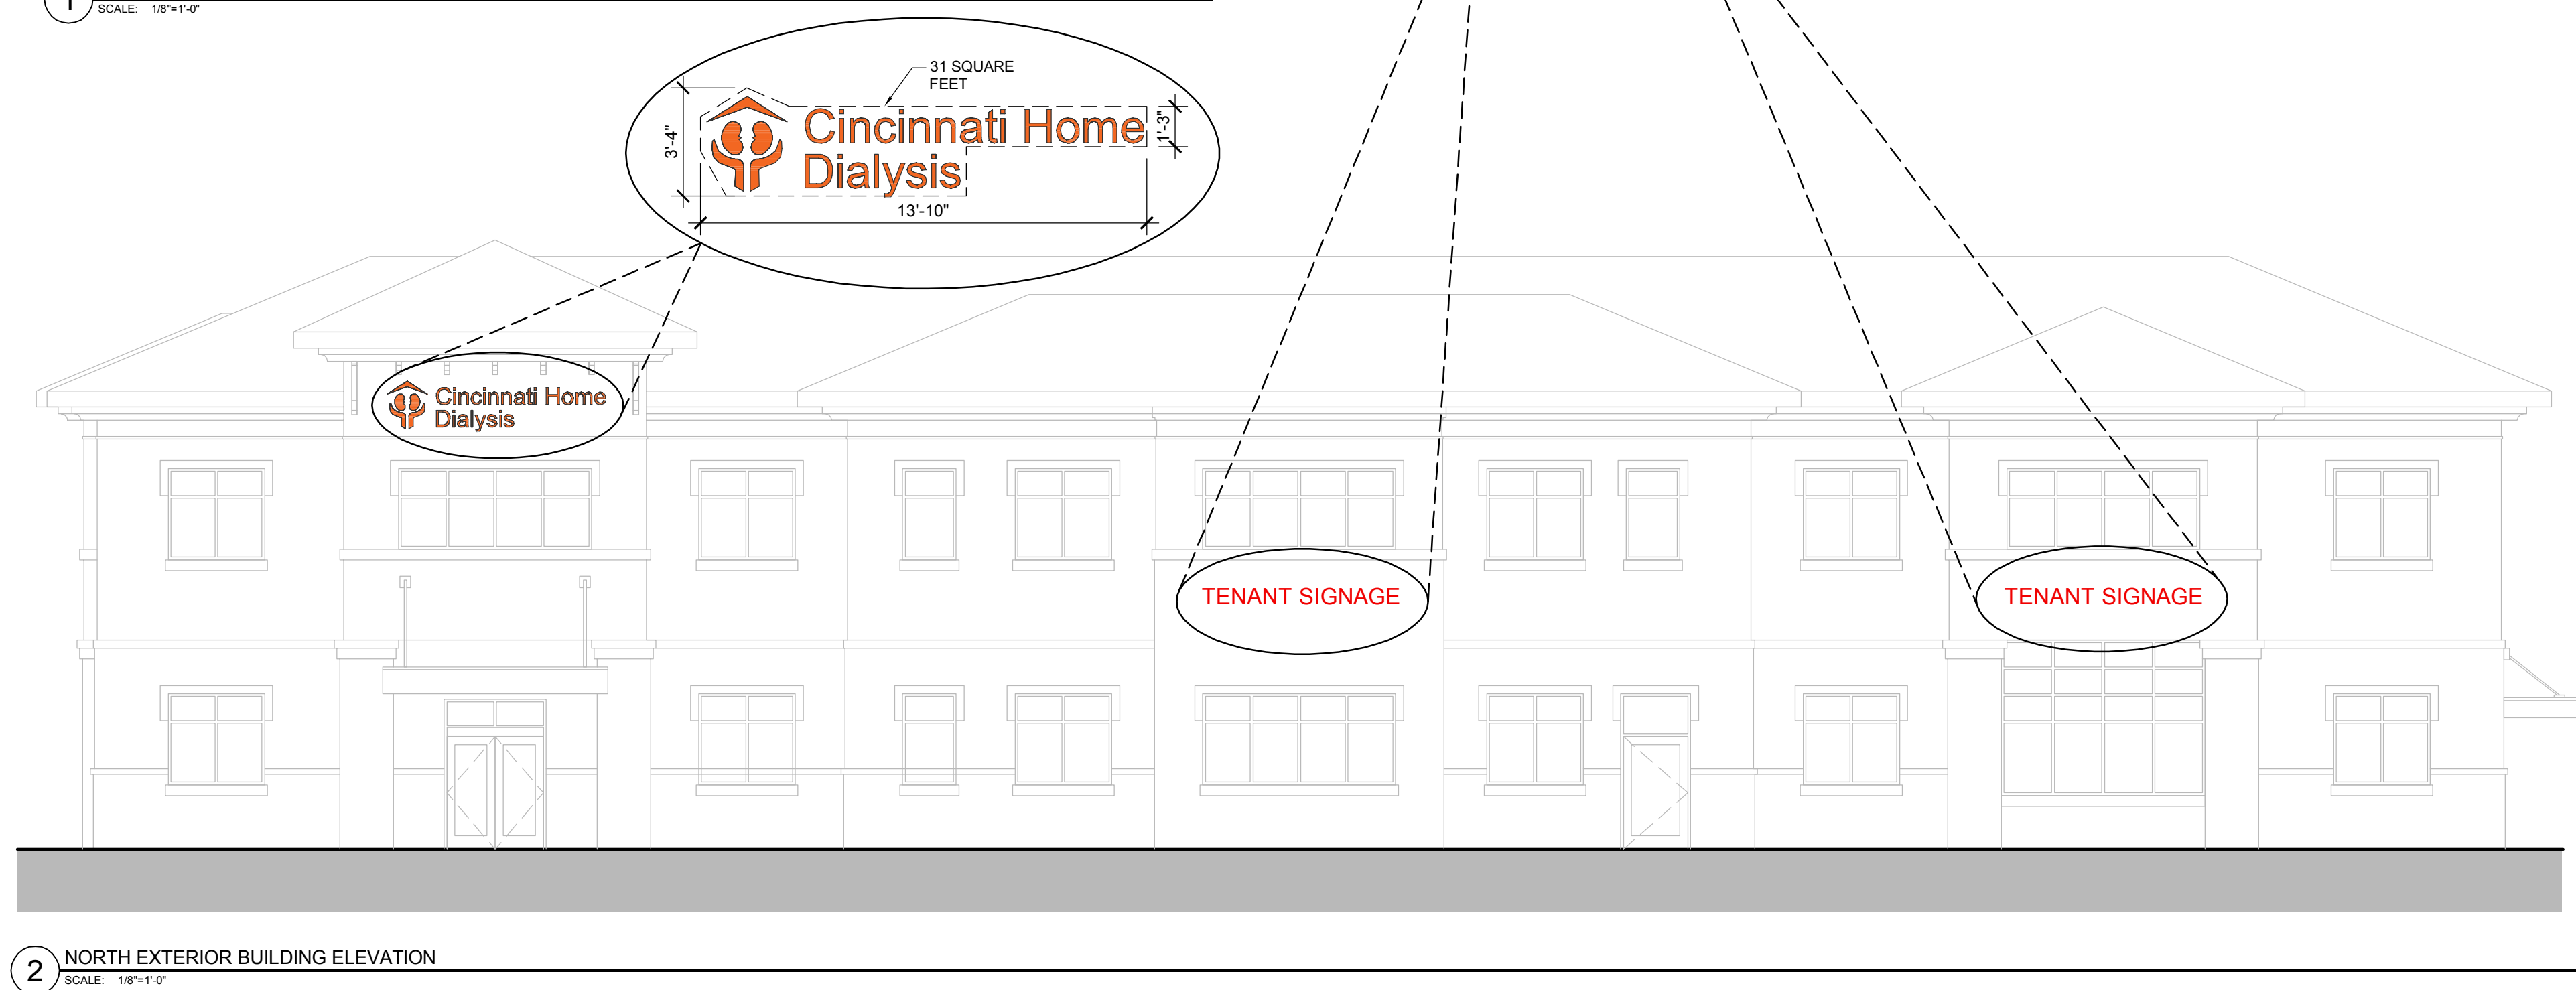 1
SCALE: 1/8"=1'-0"
31 SQUARE
FEET
3'-4"
Cincinnati Home
Dialysis
1'-3"
13'-10"
Cincinnati Home
Dialysis
TENANT SIGNAGE
TENANT SIGNAGE
2
NORTH EXTERIOR BUILDING ELEVATION
SCALE: 1/8"=1'-0"